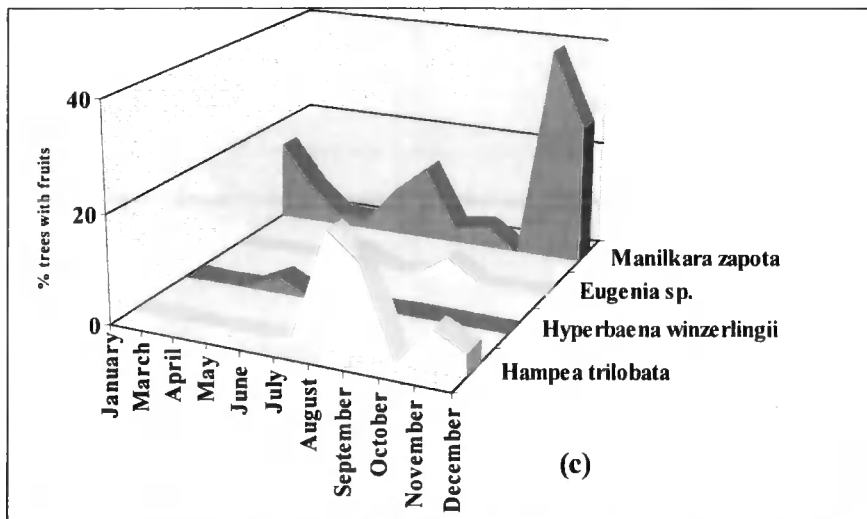 40
20
0
% trees with fruits
January
March
April
May
June
July
August
September
October
November
December
Manilkara zapota
Eugenia sp.
Hyperbaena winzerlingii
Hampea trilobata
(c)